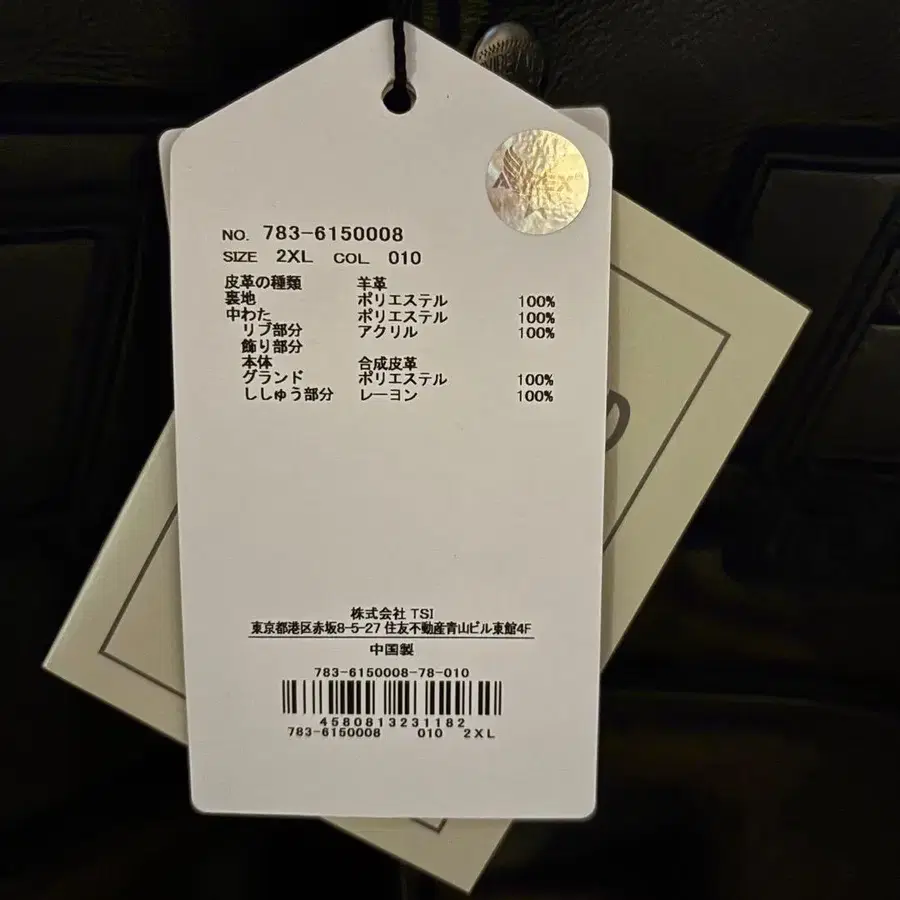 NO. 783-6150008
SIZE 2XL COL 010
皮革の種類 羊革
裏地 ポリエステル 100%
中わた ポリエステル 100%
リブ部分 アクリル 100%
飾り部分
本体 合成皮革
グランド ポリエステル 100%
ししゅう部分 レーヨン 100%
株式会社 TSI
東京都港区赤坂8-5-27 住友不動産青山ビル東館4F
中国製
783-6150008-78-010
4580813231182
783-6150008 010 2XL